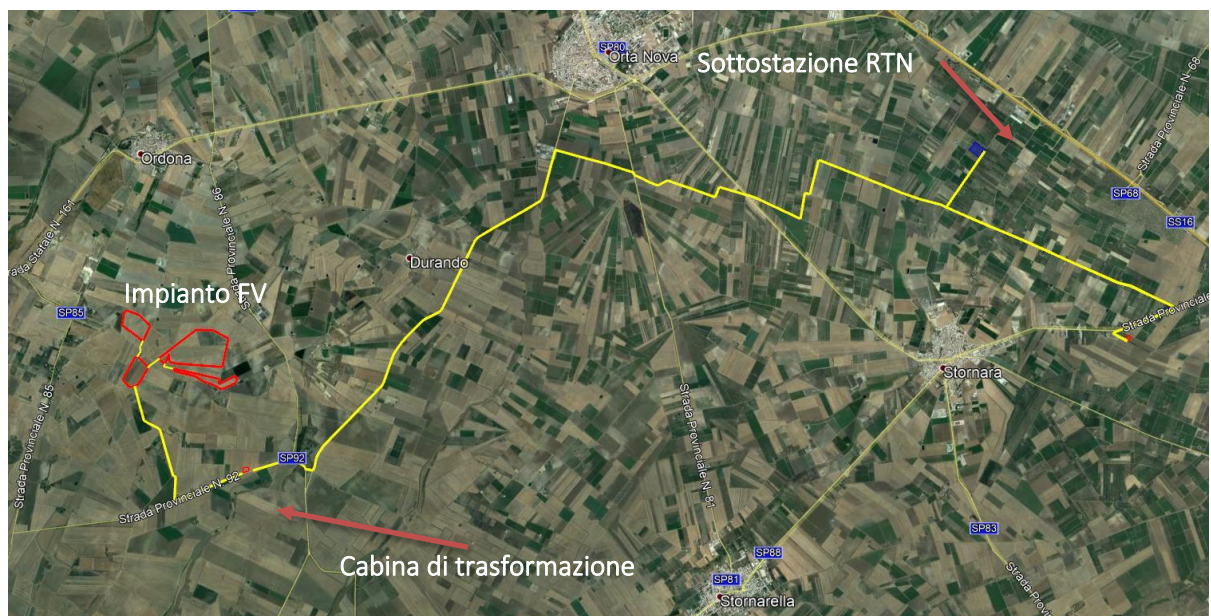 SP80
Orta Nova
Sottostazione RTN
Strada Provinciale N- 68
Ordona
SP68
SS16
Strada Provinciale N- 86
Strada Statale N- 161
Durando
Impianto FV
SP85
Strada Provinciale
Stornara
Strada Provinciale N- 85
Strada Provinciale N- 81
SP92
Strada Provinciale N- 92
Cabina di trasformazione
SP83
SP88
SP81
Stornarella